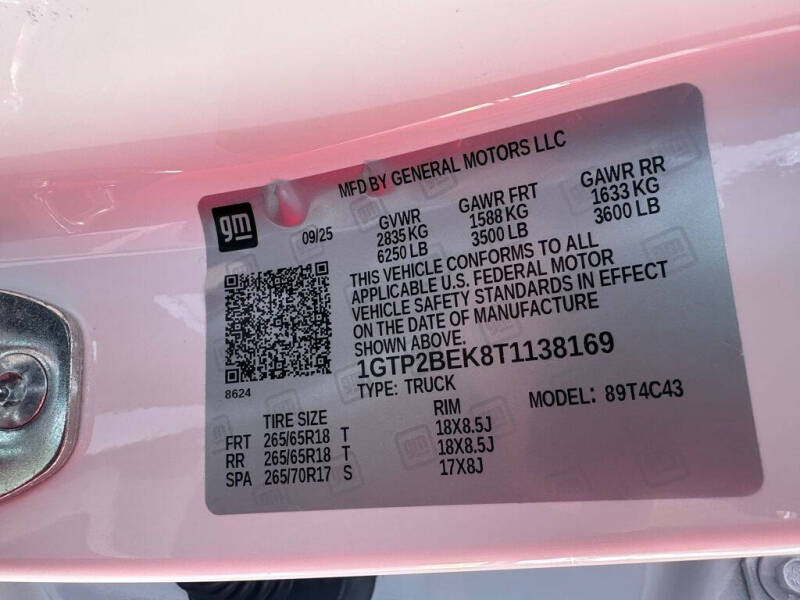 MFD BY GENERAL MOTORS LLC
gm
09/25
GVWR GAWR FRT GAWR RR
2835 KG 1588 KG 1633 KG
6250 LB 3500 LB 3600 LB
THIS VEHICLE CONFORMS TO ALL
APPLICABLE U.S. FEDERAL MOTOR
VEHICLE SAFETY STANDARDS IN EFFECT
ON THE DATE OF MANUFACTURE
SHOWN ABOVE.
1GTP2BEK8T1138169
8624
TYPE: TRUCK MODEL: 89T4C43
TIRE SIZE RIM
FRT 265/65R18 T 18X8.5J
RR 265/65R18 T 18X8.5J
SPA 265/70R17 S 17X8J